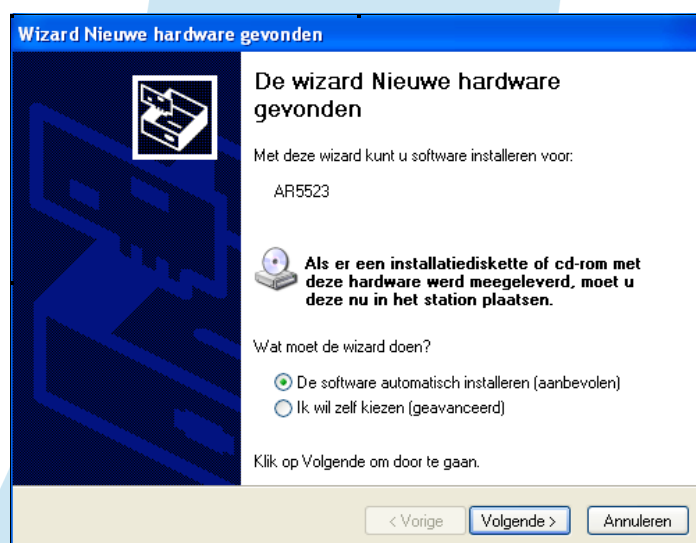 Wizard Nieuwe hardware gevonden
De wizard Nieuwe hardware
gevonden
Met deze wizard kunt u software installeren voor:
AR5523
Als er een installatiediskette of cd-rom met
deze hardware werd meegeleverd, moet u
deze nu in het station plaatsen.
Wat moet de wizard doen?
De software automatisch installeren (aanbevolen)
Ik wil zelf kiezen (geavanceerd)
Klik op Volgende om door te gaan.
< Vorige Volgende > Annuleren